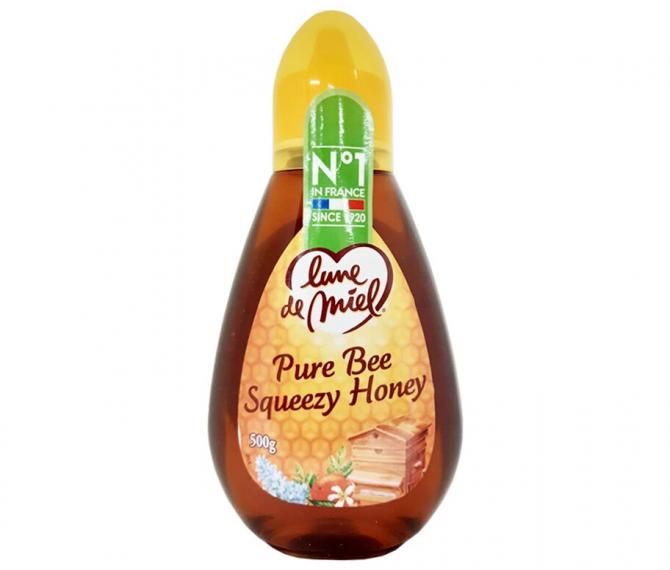 N°1
IN FRANCE
SINCE 1920
lune
de miel®
Pure Bee
Squeezy Honey
500g